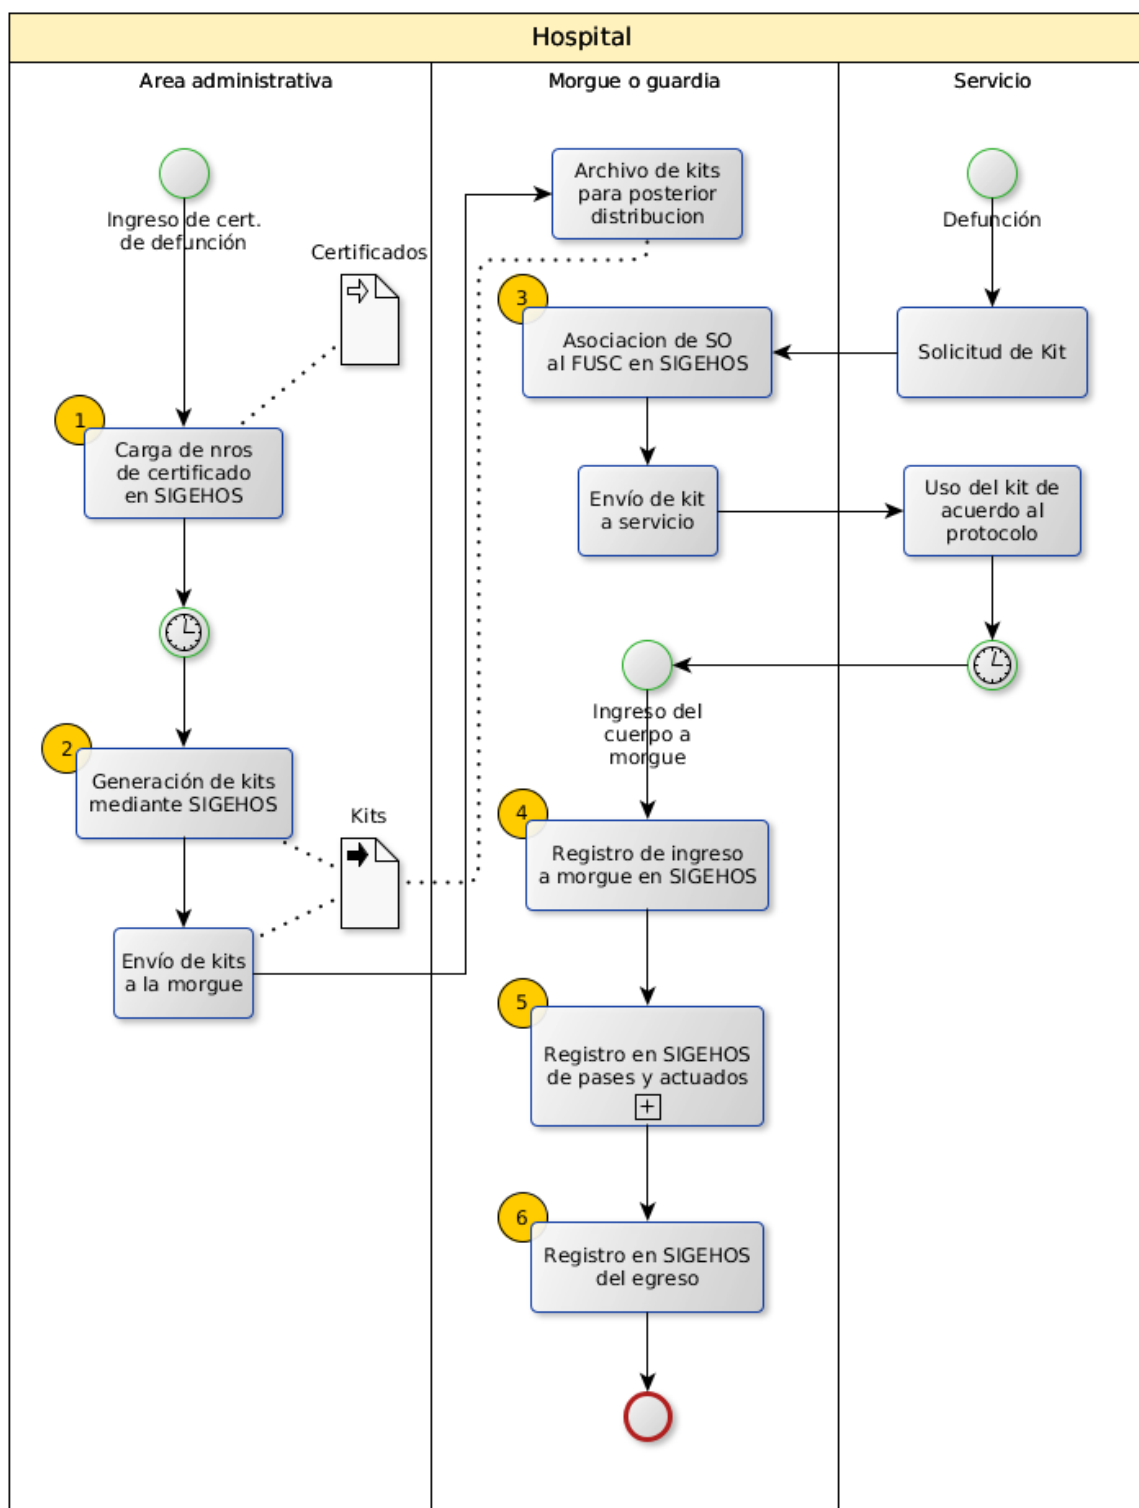 Hospital
Area administrativa
Morgue o guardia
Servicio
Ingreso de cert.
de defunción
Certificados
1
Carga de nros
de certificado
en SIGEHOS
2
Generación de kits
mediante SIGEHOS
Kits
Envío de kits
a la morgue
Archivo de kits
para posterior
distribucion
3
Asociacion de SO
al FUSC en SIGEHOS
Envío de kit
a servicio
Ingreso del
cuerpo a
morgue
4
Registro de ingreso
a morgue en SIGEHOS
5
Registro en SIGEHOS
de pases y actuados
6
Registro en SIGEHOS
del egreso
Defunción
Solicitud de Kit
Uso del kit de
acuerdo al
protocolo